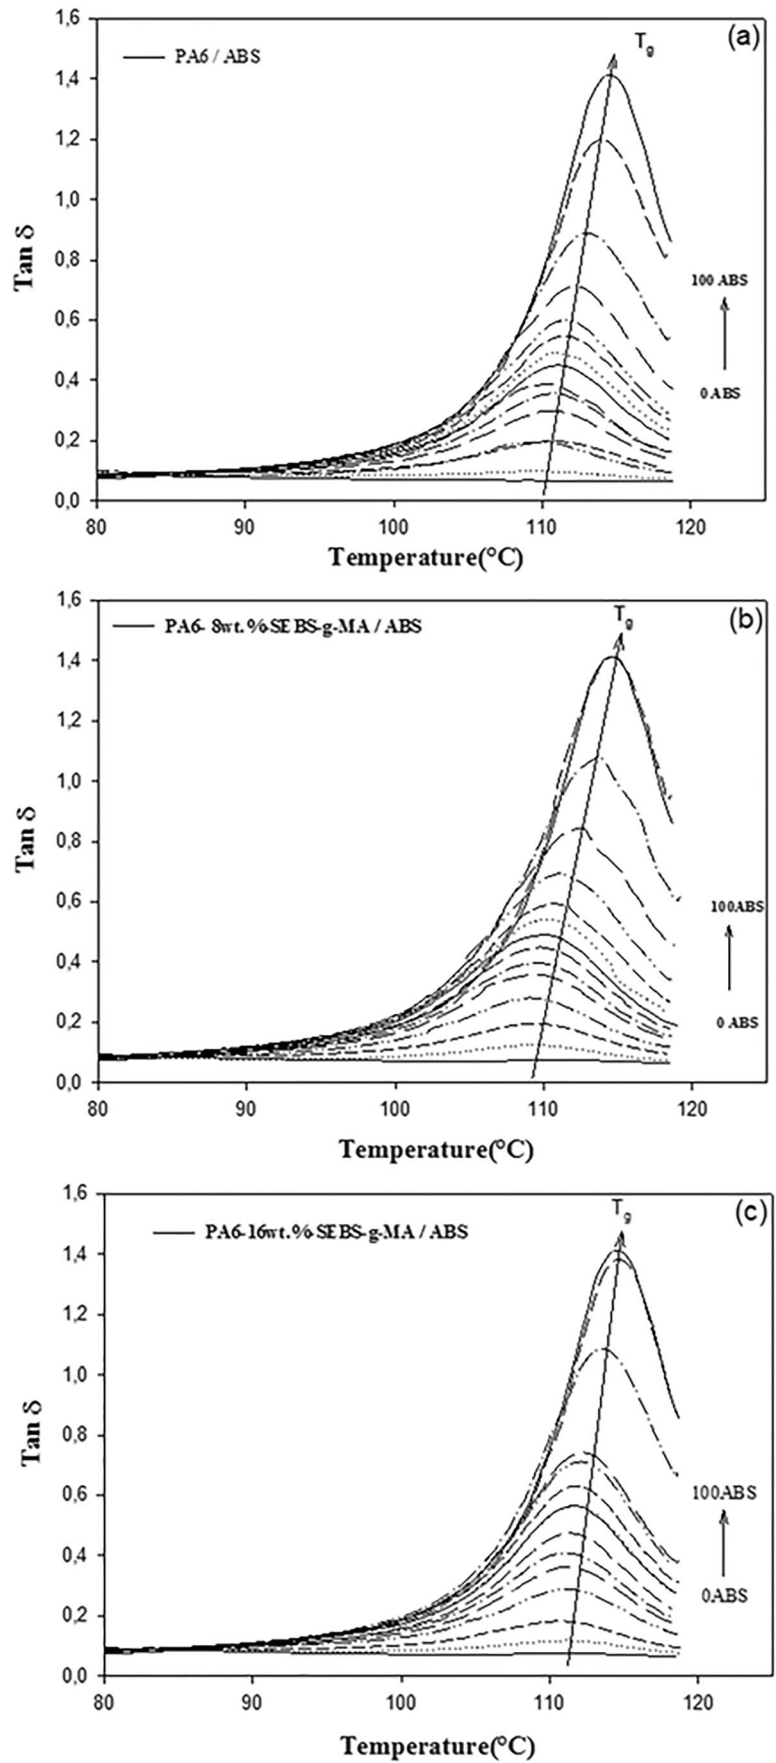 (a)
1,6
1,4
1,2
1,0
0,8
0,6
0,4
0,2
0,0
Tan δ
PA6 / ABS
Tg
100 ABS
0 ABS
80 90 100 110 120
Temperature(°C)
(b)
1,6
1,4
1,2
1,0
0,8
0,6
0,4
0,2
0,0
Tan δ
PA6- 8wt.%-SEBS-g-MA / ABS
Tg
100ABS
0 ABS
80 90 100 110 120
Temperature(°C)
(c)
1,6
1,4
1,2
1,0
0,8
0,6
0,4
0,2
0,0
Tan δ
PA6-16wt.%-SEBS-g-MA / ABS
Tg
100ABS
0ABS
80 90 100 110 120
Temperature(°C)